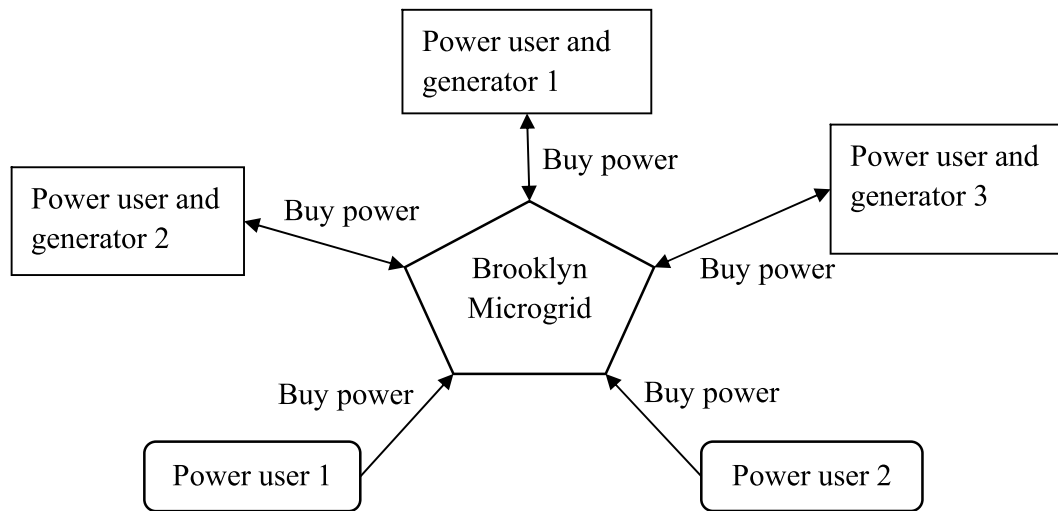 Power user and
generator 1
Buy power
Power user and
generator 3
Power user and
generator 2
Buy power
Buy power
Brooklyn
Microgrid
Buy power
Buy power
Power user 1
Power user 2